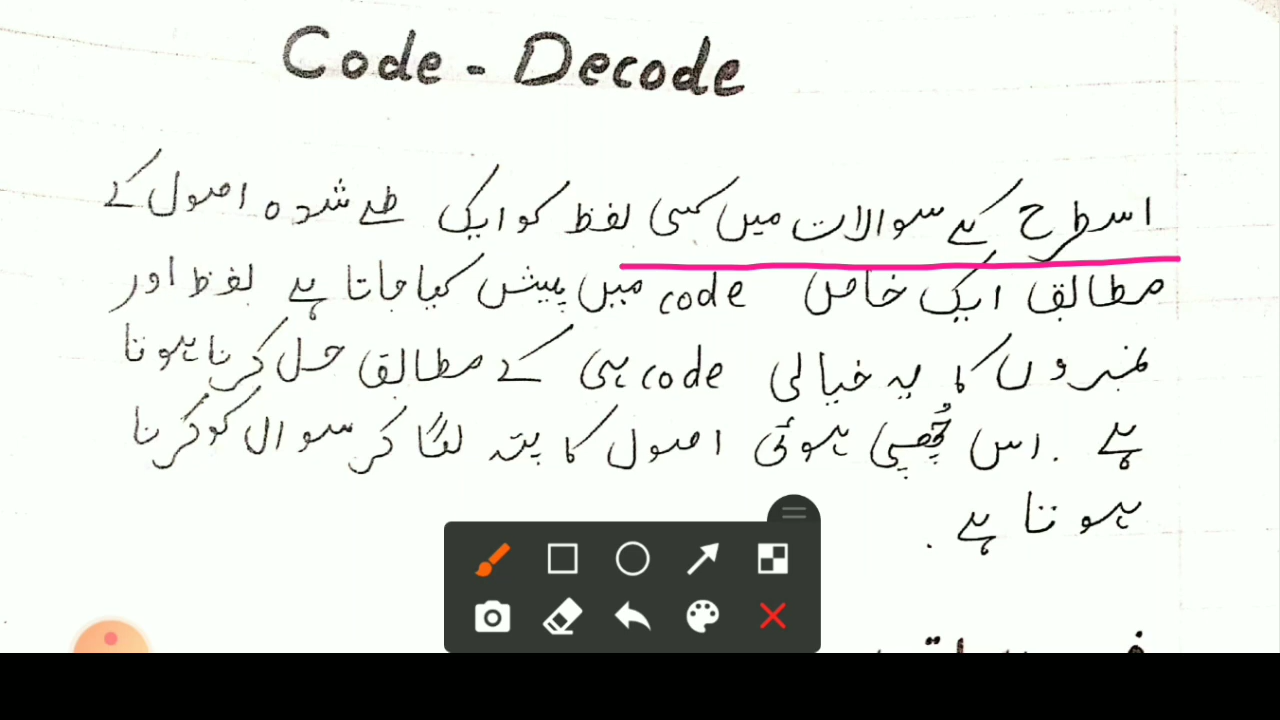 Code - Decode
اسطرح کے سوالات میں کسی لفظ کو ایک طے شدہ اصول کے
مطابق ایک خاص code میں پیش کیا جاتا ہے لفظ اور
نمبروں کا یہ خیالی code ہی کے مطابق حل کرنا ہوتا
ہے . اس چُھپی ہوئی اصول کا پتہ لگا کر سوال کو کرنا
ہوتا ہے .